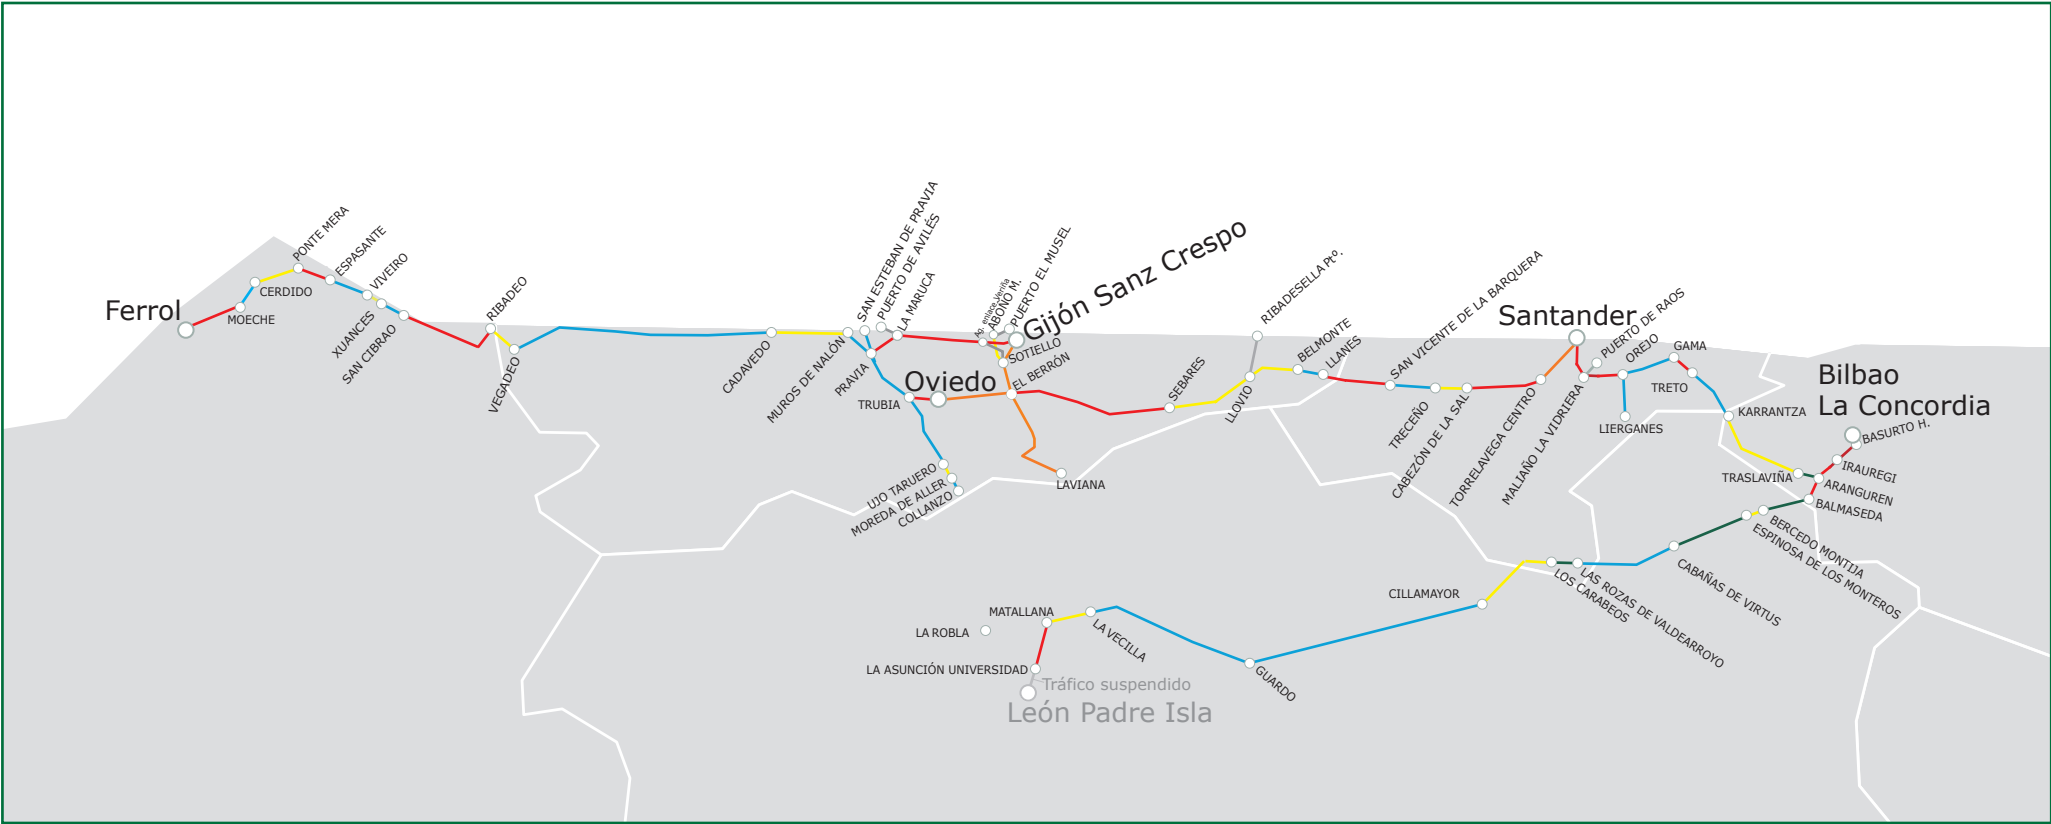 Ferrol
MOECHE
CERDIDO
PONTE MERA
ESPASANTE
VIVEIRO
XUANCES
SAN CIBRAO
RIBADEO
VEGADEO
CADAVEDO
MUROS DE NALÓN
SAN ESTEBAN DE PRAVIA
PUERTO DE AVILÉS
LA MARUCA
PRAVIA
TRUBIA
Oviedo
Ag. enlace Veriña
ABOÑO M.
PUERTO EL MUSEL
Gijón Sanz Crespo
SOTIELLO
EL BERRÓN
UJO TARUELO
MOREDA DE ALLER
COLLANZO
LAVIANA
SEBARES
LLOVIO
RIBADESELLA Ptº.
BELMONTE
LLANES
SAN VICENTE DE LA BARQUERA
TRECEÑO
CABEZÓN DE LA SAL
TORRELAVEGA CENTRO
Santander
MALIAÑO LA VIDRIERA
PUERTO DE RAOS
OREJO
LIERGANES
GAMA
TRETO
KARRANTZA
TRASLAVIÑA
Bilbao
La Concordia
BASURTO H.
IRAUREGI
ARANGUREN
BALMASEDA
BERCEDO MONTIJA
ESPINOSA DE LOS MONTEROS
CABAÑAS DE VIRTUS
LAS ROZAS DE VALDEARROYO
LOS CARABEOS
CILLAMAYOR
GUARDO
LA VECILLA
MATALLANA
LA ROBLA
LA ASUNCIÓN UNIVERSIDAD
Tráfico suspendido
León Padre Isla